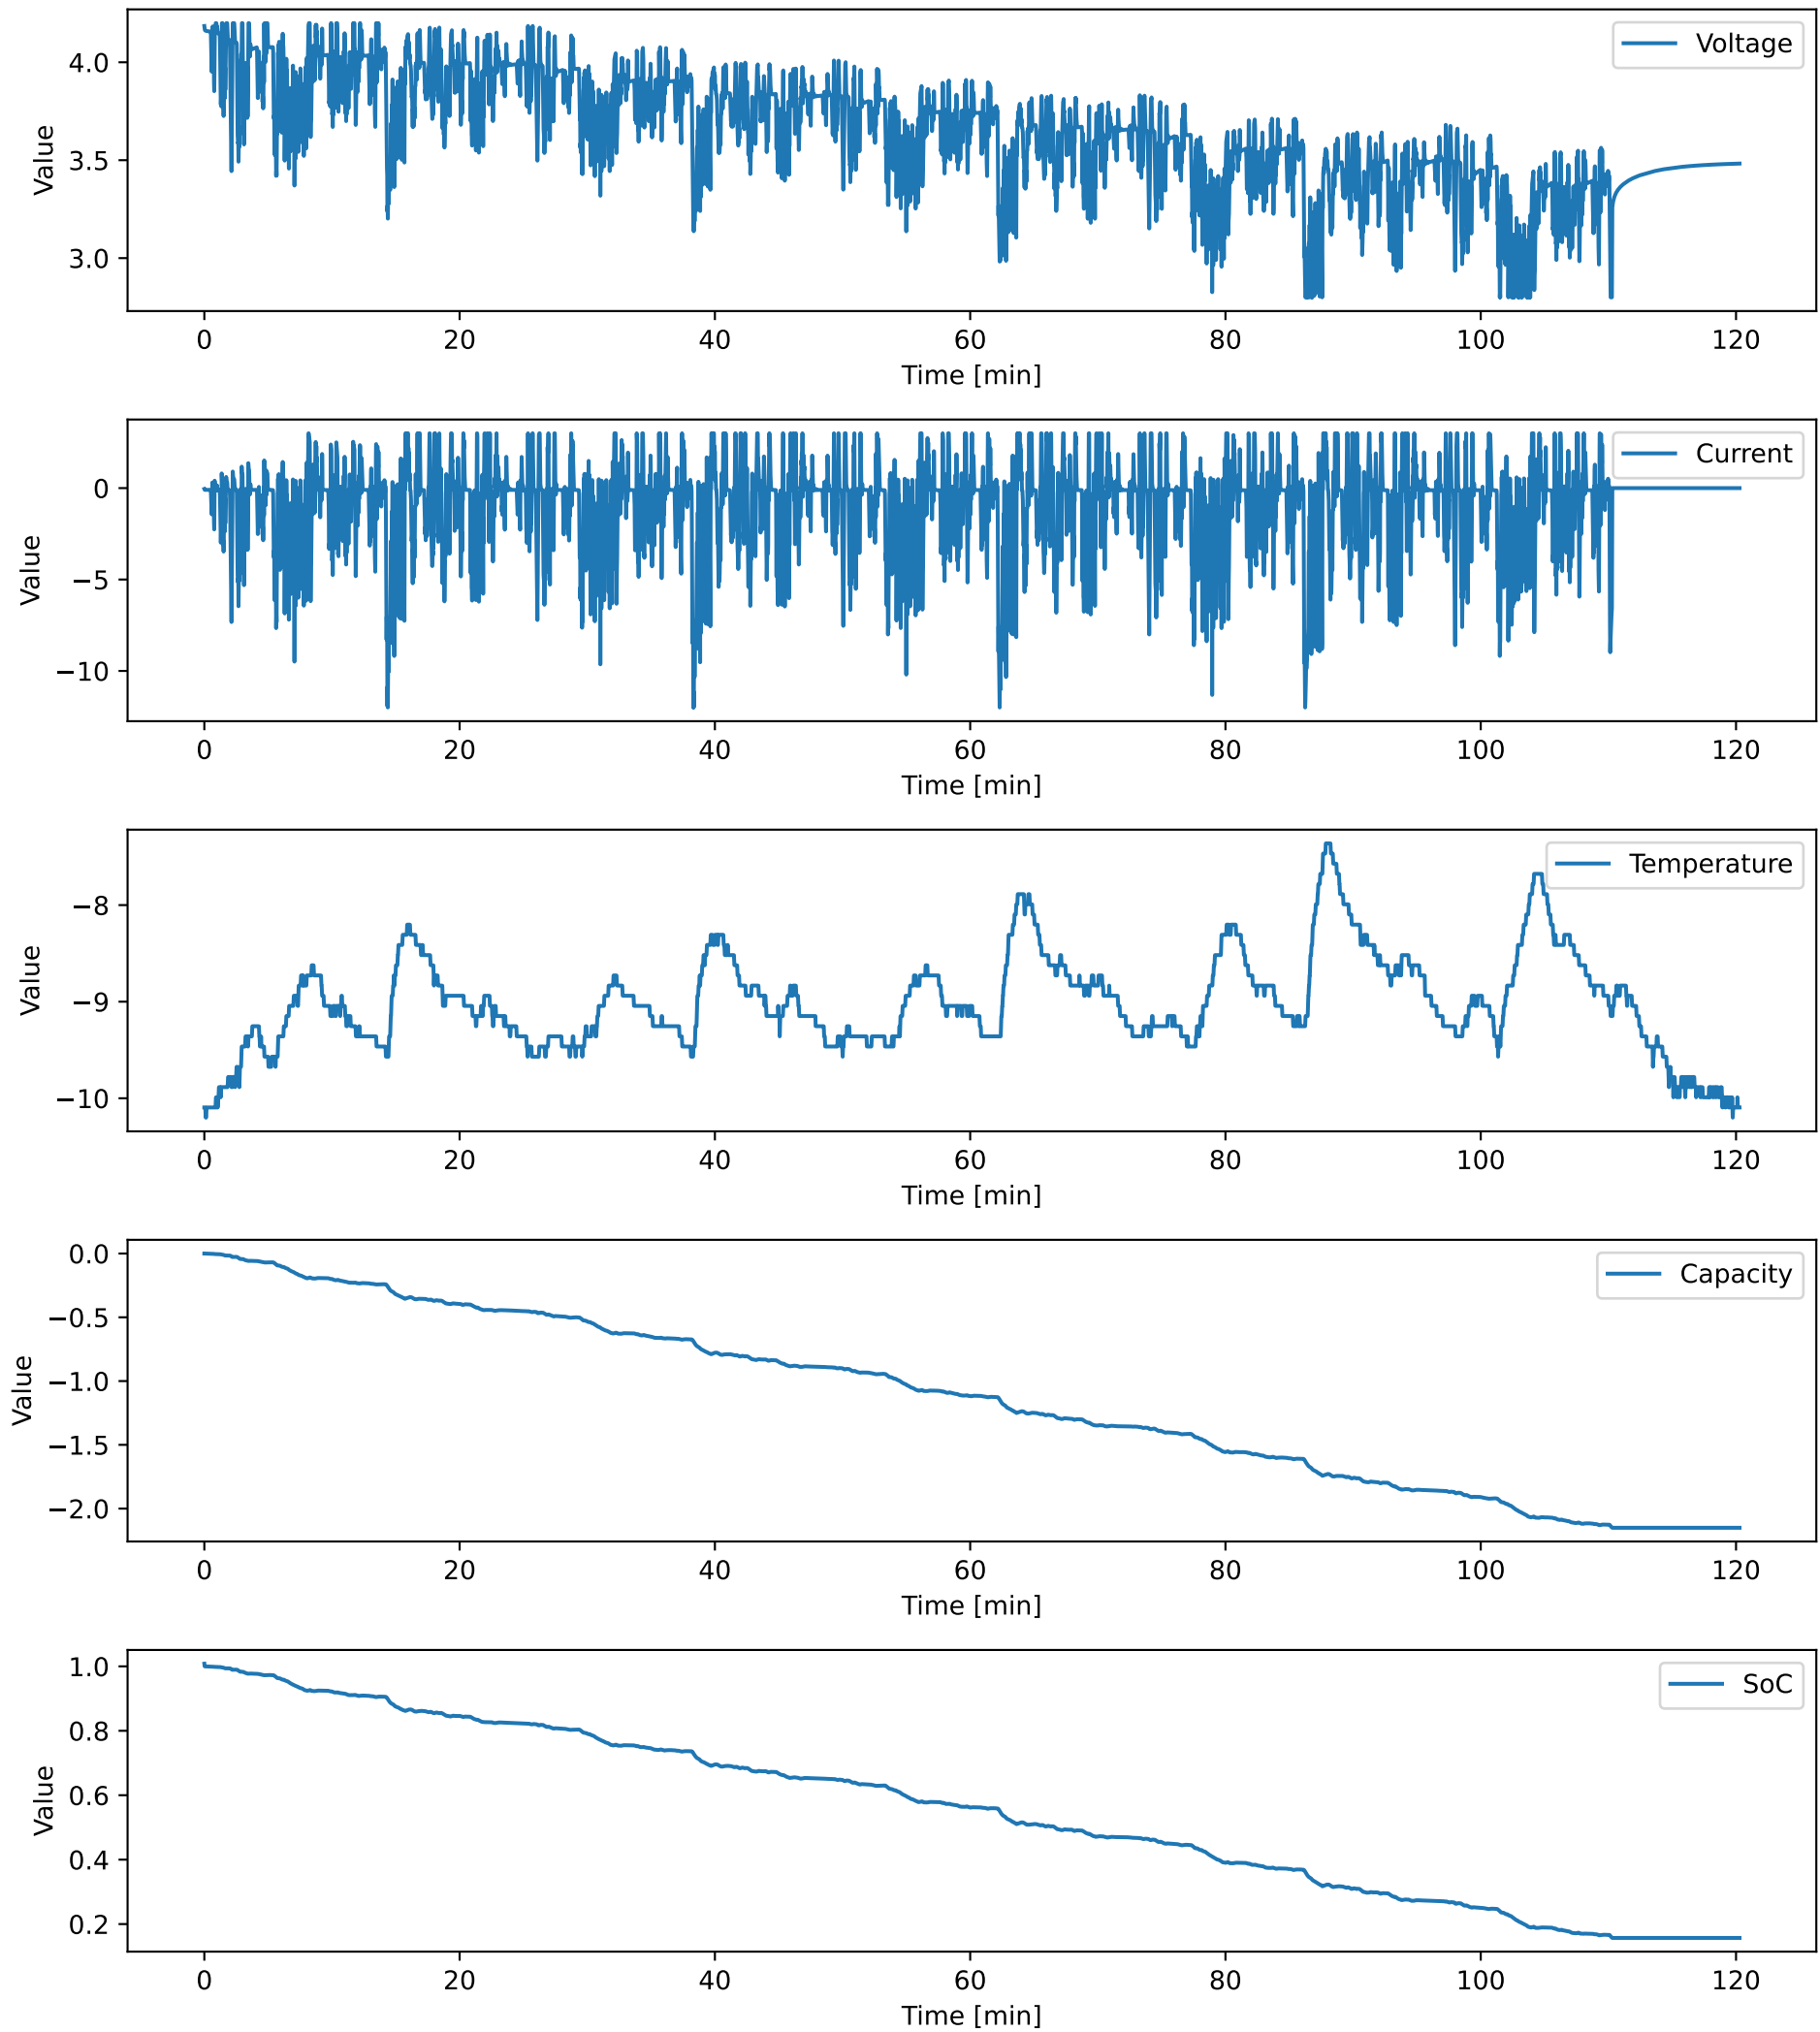 Voltage
4.0
3.5
3.0
Value
0 20 40 60 80 100 120
Time [min]
Current
0
−5
−10
Value
0 20 40 60 80 100 120
Time [min]
Temperature
−8
−9
−10
Value
0 20 40 60 80 100 120
Time [min]
Capacity
0.0
−0.5
−1.0
−1.5
−2.0
Value
0 20 40 60 80 100 120
Time [min]
SoC
1.0
0.8
0.6
0.4
0.2
Value
0 20 40 60 80 100 120
Time [min]